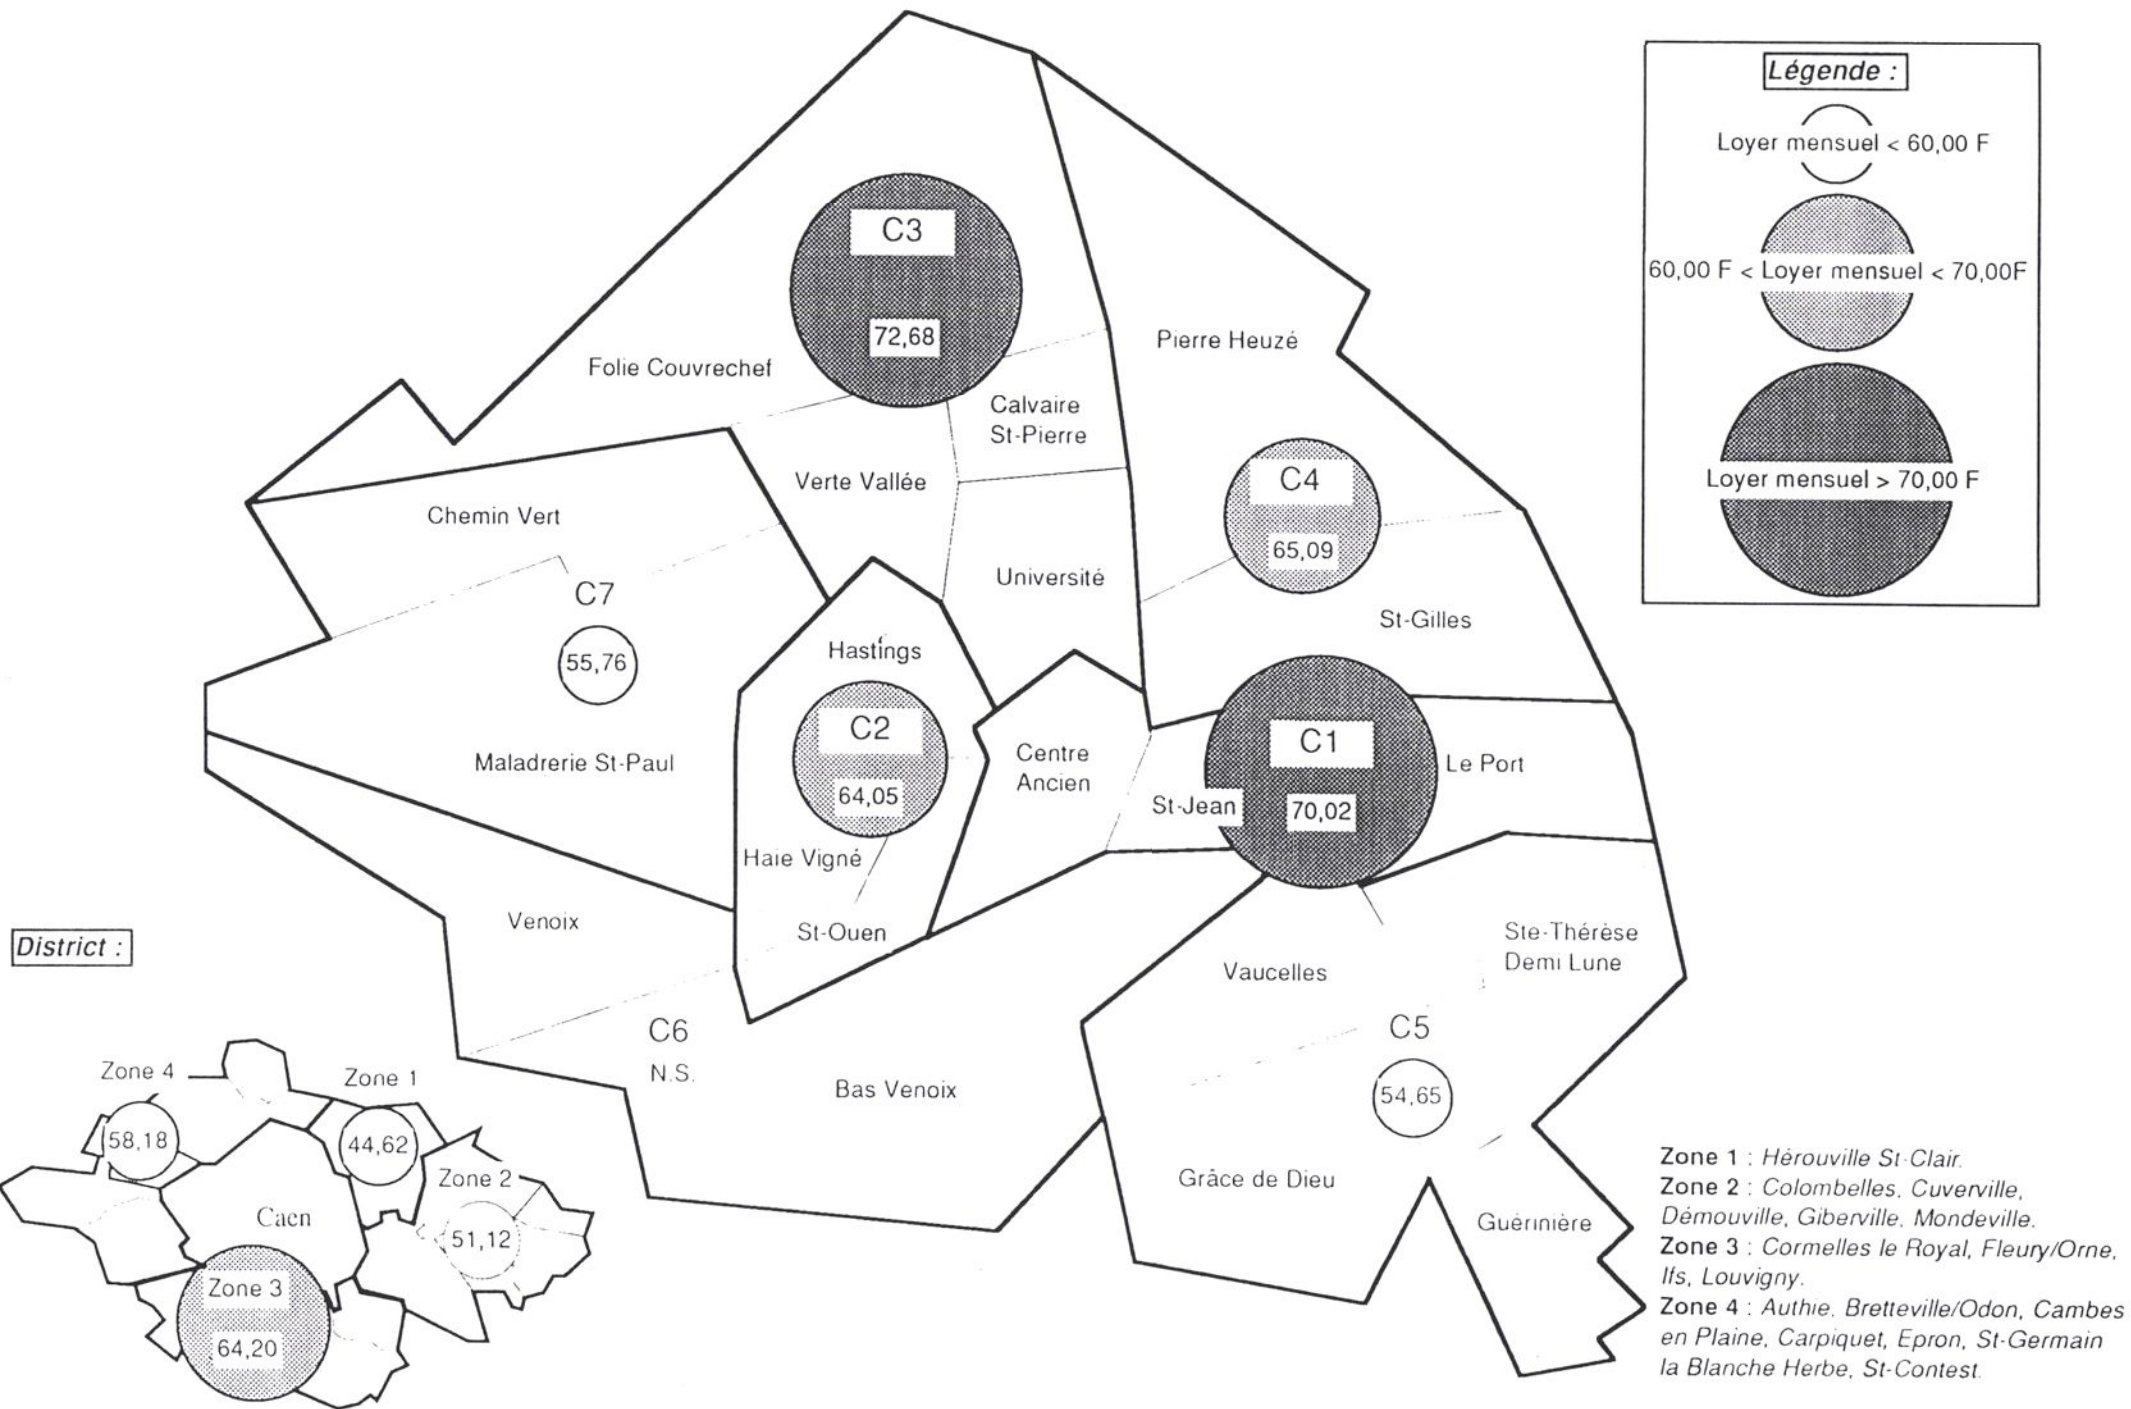 Légende :
Loyer mensuel < 60,00 F
60,00 F < Loyer mensuel < 70,00F
Loyer mensuel > 70,00 F
C3
72,68
Folie Couvrechef
Calvaire
St-Pierre
Verte Vallée
Université
Pierre Heuzé
C4
65,09
St-Gilles
Chemin Vert
C7
55,76
Maladrerie St-Paul
Hastings
C2
64,05
Haie Vigné
St-Ouen
Centre
Ancien
St-Jean
C1
70,02
Le Port
Venoix
C6
N.S.
Bas Venoix
Vaucelles
Ste-Thérèse
Demi Lune
C5
54,65
Grâce de Dieu
Guérinière
District :
Zone 4
58,18
Zone 1
44,62
Zone 2
51,12
Caen
Zone 3
64,20
Zone 1 : Hérouville St-Clair.
Zone 2 : Colombelles, Cuverville,
Démouville, Giberville, Mondeville.
Zone 3 : Cormelles le Royal, Fleury/Orne,
Ifs, Louvigny.
Zone 4 : Authie, Bretteville/Odon, Cambes
en Plaine, Carpiquet, Epron, St-Germain
la Blanche Herbe, St-Contest.